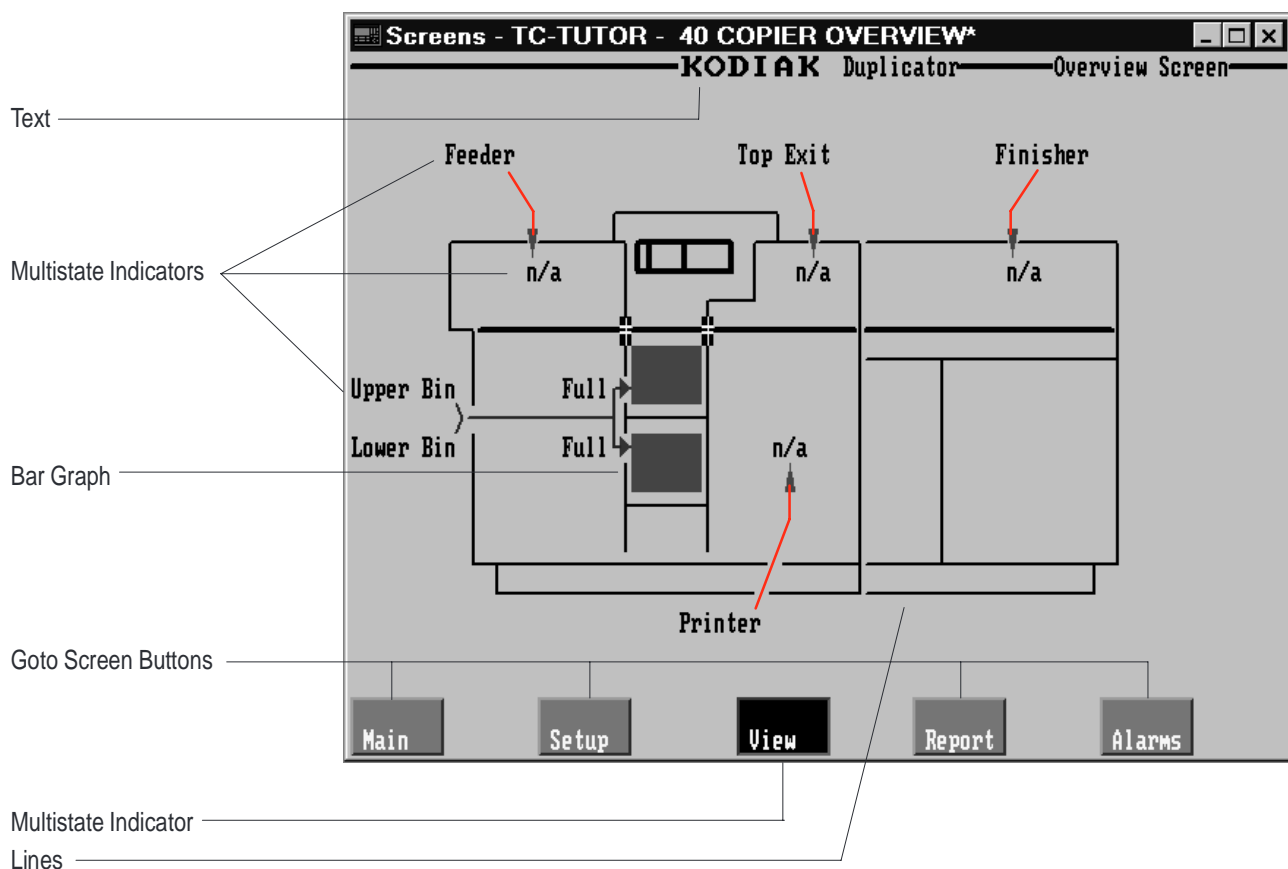 Screens - TC-TUTOR - 40 COPIER OVERVIEW*
KODIAK Duplicator Overview Screen
Text
Feeder Top Exit Finisher
Multistate Indicators
n/a n/a n/a
Upper Bin Full
Lower Bin Full n/a
Bar Graph
Printer
Goto Screen Buttons
Main Setup View Report Alarms
Multistate Indicator
Lines